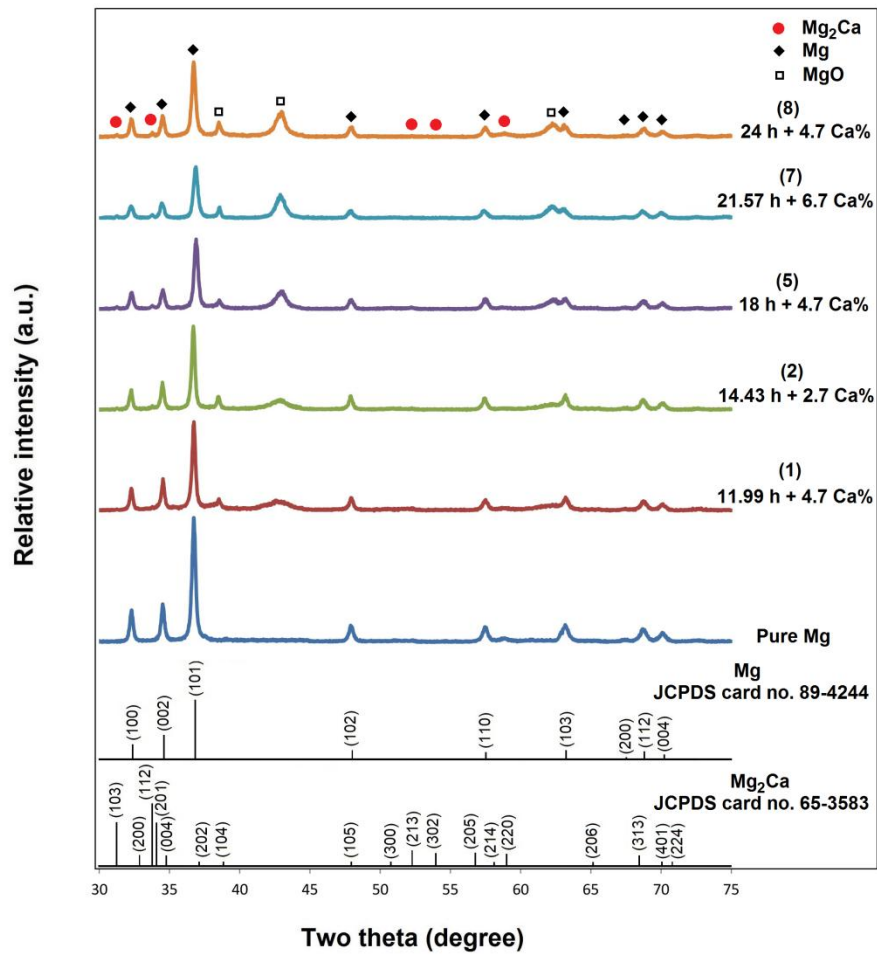 Mg₂Ca
Mg
MgO
(8)
24 h + 4.7 Ca%
(7)
21.57 h + 6.7 Ca%
(5)
18 h + 4.7 Ca%
(2)
14.43 h + 2.7 Ca%
(1)
11.99 h + 4.7 Ca%
Pure Mg
Mg
JCPDS card no. 89-4244
(100)
(002)
(101)
(102)
(110)
(103)
(200)
(112)
(004)
Mg₂Ca
JCPDS card no. 65-3583
(103)
(200)
(112)
(201)
(004)
(202)
(104)
(105)
(300)
(213)
(302)
(205)
(214)
(220)
(206)
(313)
(401)
(224)
30 35 40 45 50 55 60 65 70 75
Two theta (degree)
Relative intensity (a.u.)